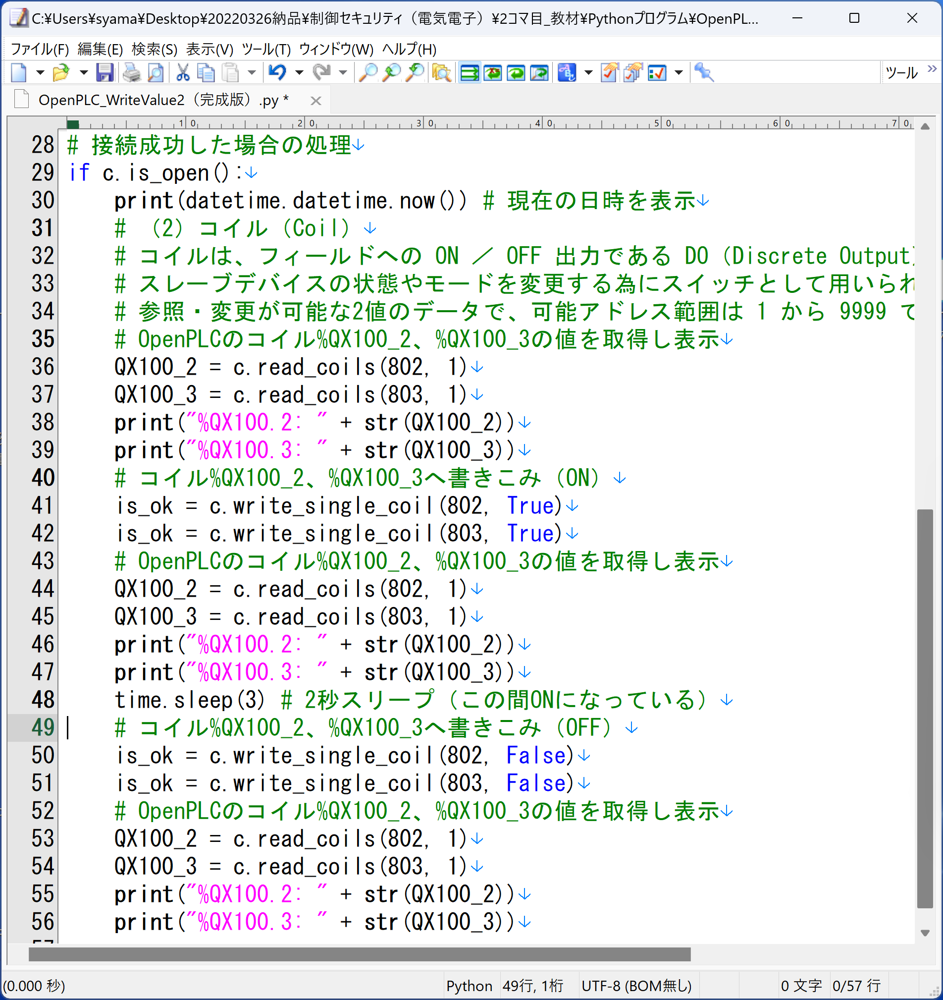 C:¥Users¥syama¥Desktop¥20220326納品¥制御セキュリティ（電気電子）¥2コマ目_教材¥Pythonプログラム¥OpenPL...
ファイル(F) 編集(E) 検索(S) 表示(V) ツール(T) ウィンドウ(W) ヘルプ(H)
ツール »
OpenPLC_WriteValue2（完成版）.py *
10 20 30 40 50 60 70
28 # 接続成功した場合の処理↓
29 if c.is_open():↓
30     print(datetime.datetime.now()) # 現在の日時を表示↓
31     # （2）コイル（Coil）↓
32     # コイルは、フィールドへの ON ／ OFF 出力である DO（Discrete Output）
33     # スレーブデバイスの状態やモードを変更する為にスイッチとして用いられ
34     # 参照・変更が可能な2値のデータで、可能アドレス範囲は 1 から 9999 で
35     # OpenPLCのコイル%QX100_2、%QX100_3の値を取得し表示↓
36     QX100_2 = c.read_coils(802, 1)↓
37     QX100_3 = c.read_coils(803, 1)↓
38     print("%QX100.2: " + str(QX100_2))↓
39     print("%QX100.3: " + str(QX100_3))↓
40     # コイル%QX100_2、%QX100_3へ書きこみ（ON）↓
41     is_ok = c.write_single_coil(802, True)↓
42     is_ok = c.write_single_coil(803, True)↓
43     # OpenPLCのコイル%QX100_2、%QX100_3の値を取得し表示↓
44     QX100_2 = c.read_coils(802, 1)↓
45     QX100_3 = c.read_coils(803, 1)↓
46     print("%QX100.2: " + str(QX100_2))↓
47     print("%QX100.3: " + str(QX100_3))↓
48     time.sleep(3) # 2秒スリープ（この間ONになっている）↓
49     # コイル%QX100_2、%QX100_3へ書きこみ（OFF）↓
50     is_ok = c.write_single_coil(802, False)↓
51     is_ok = c.write_single_coil(803, False)↓
52     # OpenPLCのコイル%QX100_2、%QX100_3の値を取得し表示↓
53     QX100_2 = c.read_coils(802, 1)↓
54     QX100_3 = c.read_coils(803, 1)↓
55     print("%QX100.2: " + str(QX100_2))↓
56     print("%QX100.3: " + str(QX100_3))↓
(0.000 秒) Python 49行, 1桁 UTF-8 (BOM無し) 0 文字 0/57 行